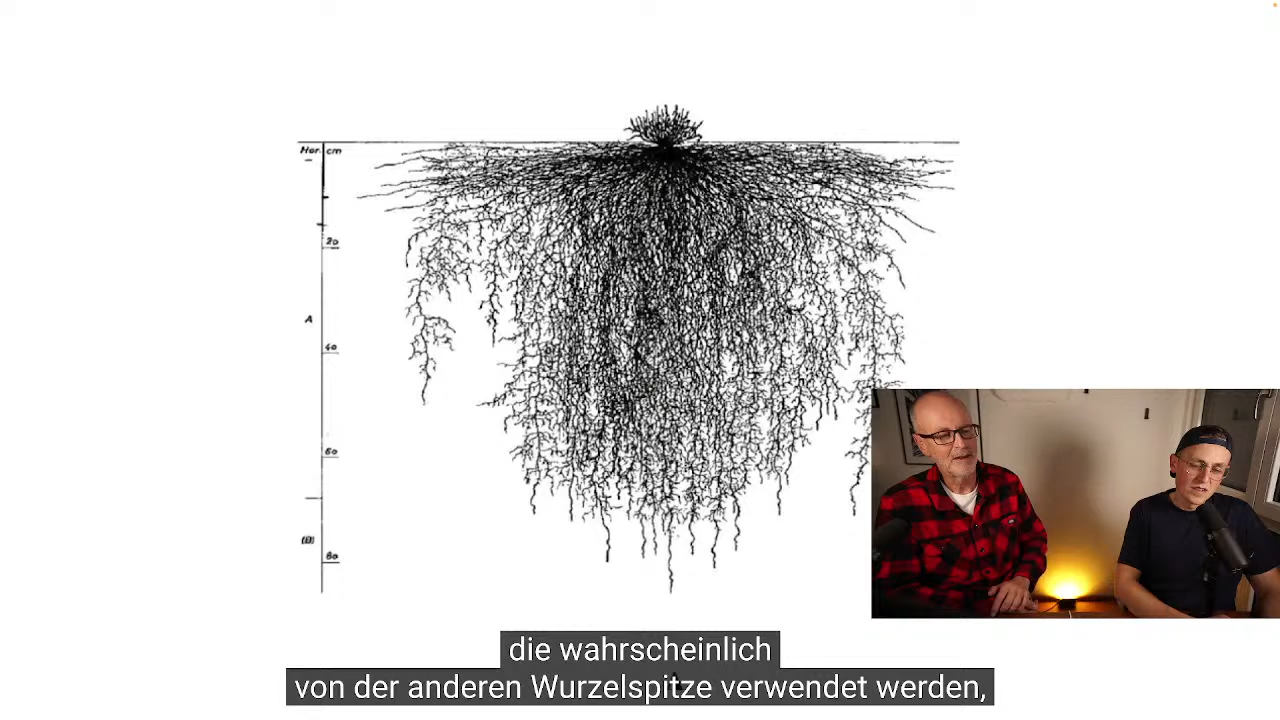 Hor. cm
20
A
40
60
(B)
80
die wahrscheinlich
von der anderen Wurzelspitze verwendet werden,